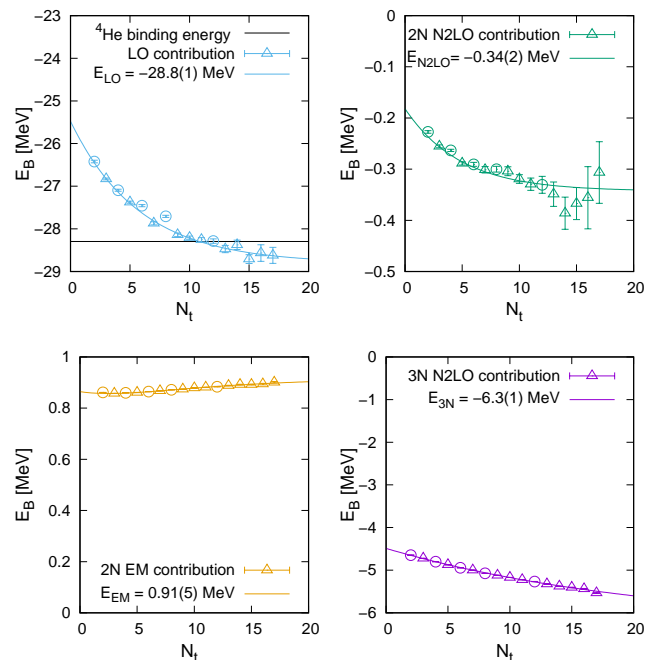 ⁴He binding energy
LO contribution
E_LO = −28.8(1) MeV
E_B [MeV]
−23
−24
−25
−26
−27
−28
−29
0 5 10 15 20
N_t
2N N2LO contribution
E_N2LO= −0.34(2) MeV
E_B [MeV]
0
−0.1
−0.2
−0.3
−0.4
−0.5
0 5 10 15 20
N_t
2N EM contribution
E_EM = 0.91(5) MeV
E_B [MeV]
1
0.8
0.6
0.4
0.2
0
0 5 10 15 20
N_t
3N N2LO contribution
E_3N = −6.3(1) MeV
E_B [MeV]
0
−1
−2
−3
−4
−5
−6
0 5 10 15 20
N_t